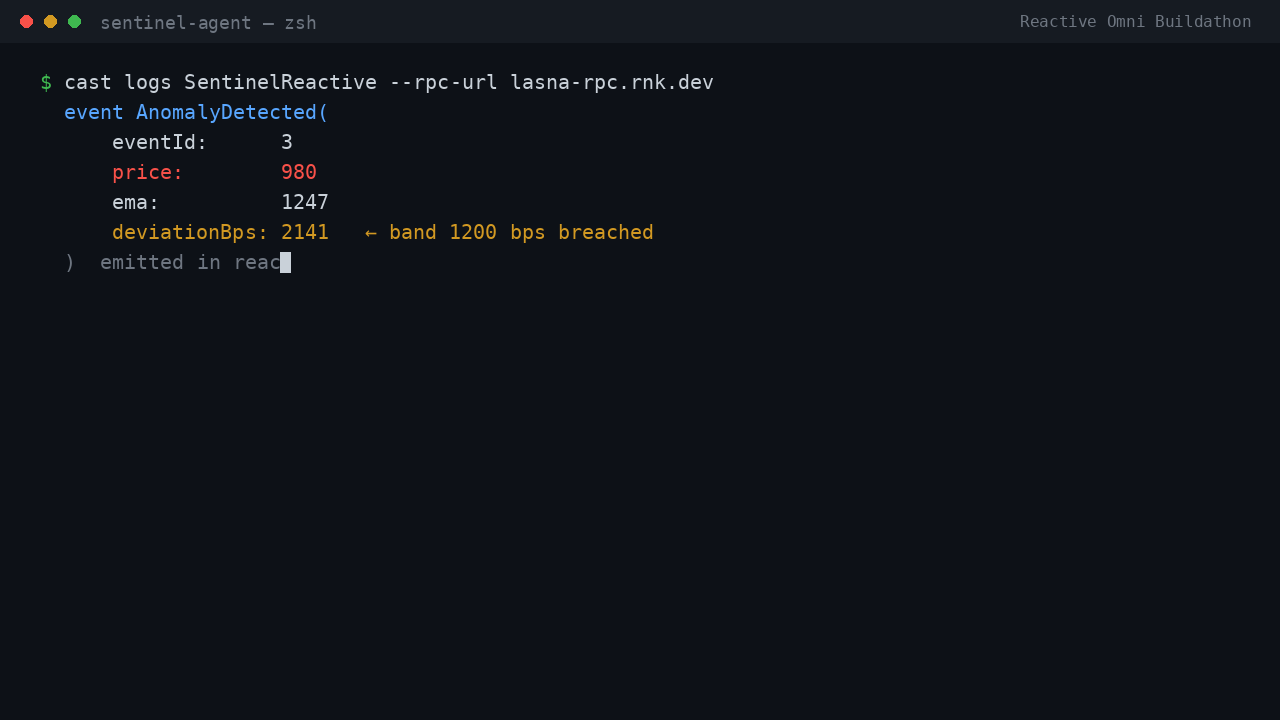 sentinel-agent — zsh
Reactive Omni Buildathon
$ cast logs SentinelReactive --rpc-url lasna-rpc.rnk.dev
event AnomalyDetected(
eventId: 3
price: 980
ema: 1247
deviationBps: 2141 ← band 1200 bps breached
) emitted in reac